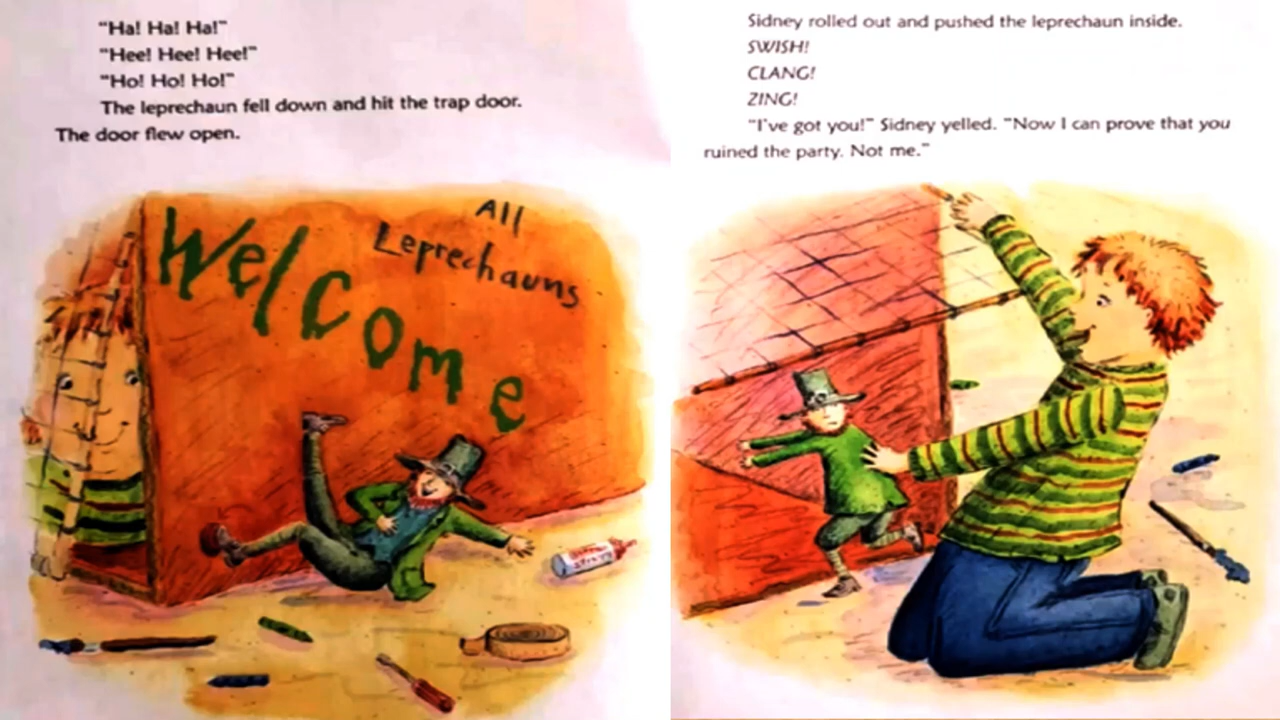 "Ha! Ha! Ha!"
"Hee! Hee! Hee!"
"Ho! Ho! Ho!"
The leprechaun fell down and hit the trap door.
The door flew open.
All
Leprechauns
Welcome
Sidney rolled out and pushed the leprechaun inside.
SWISH!
CLANG!
ZING!
"I've got you!" Sidney yelled. "Now I can prove that you
ruined the party. Not me."